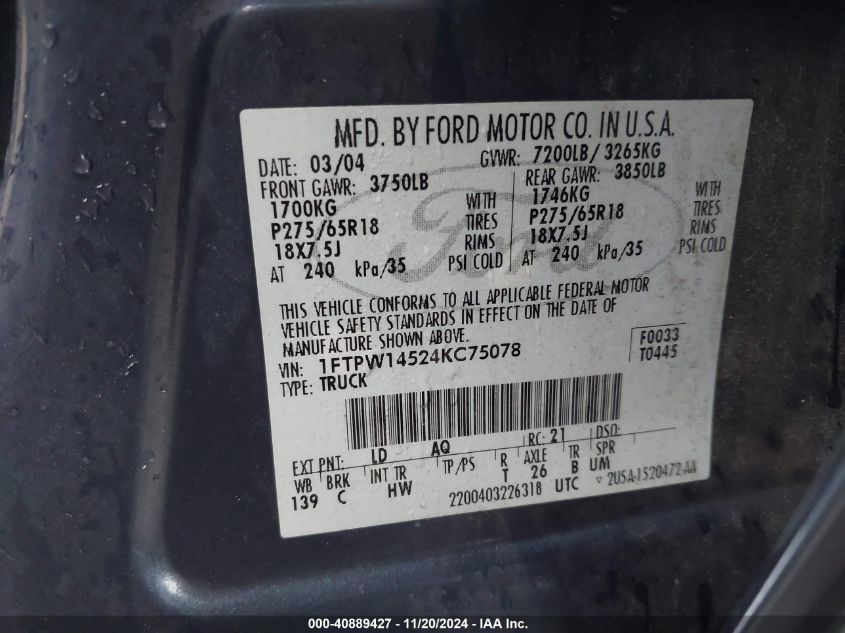 MFD. BY FORD MOTOR CO. IN U.S.A.
DATE: 03/04 GVWR: 7200LB/ 3265KG
FRONT GAWR: 3750LB REAR GAWR: 3850LB
1700KG WITH 1746KG WITH
P275/65R18 TIRES P275/65R18 TIRES
18X7.5J RIMS 18X7.5J RIMS
AT 240 kPa/35 PSI COLD AT 240 kPa/35 PSI COLD
Ford
THIS VEHICLE CONFORMS TO ALL APPLICABLE FEDERAL MOTOR
VEHICLE SAFETY STANDARDS IN EFFECT ON THE DATE OF
MANUFACTURE SHOWN ABOVE.
VIN: 1FTPW14524KC75078 F0033
TYPE: TRUCK T0445
EXT PNT: LD AQ RC: 21 DSO:
WB BRK INT TR TP/PS R AXLE TR SPR
139 C HW T 26 B UM
2200403226318 UTC ▽ 2U5A-1520472-AA
000-40889427 - 11/20/2024 - IAAI.com